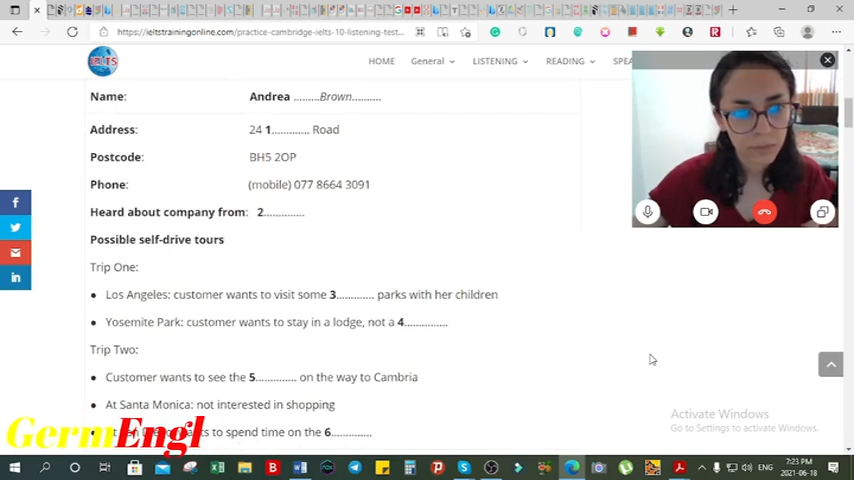 https://ieltstrainingonline.com/practice-cambridge-ielts-10-listening-test...
IELTS
HOME General LISTENING READING
Name: Andrea .........Brown..........
Address: 24 1............. Road
Postcode: BH5 2OP
Phone: (mobile) 077 8664 3091
Heard about company from: 2.............
Possible self-drive tours
Trip One:
Los Angeles: customer wants to visit some 3............ parks with her children
Yosemite Park: customer wants to stay in a lodge, not a 4..............
Trip Two:
Customer wants to see the 5............. on the way to Cambria
At Santa Monica: not interested in shopping
to spend time on the 6.............
GermEngl
Activate Windows
Go to Settings to activate Windows.
ENG
7:23 PM
2021-06-18